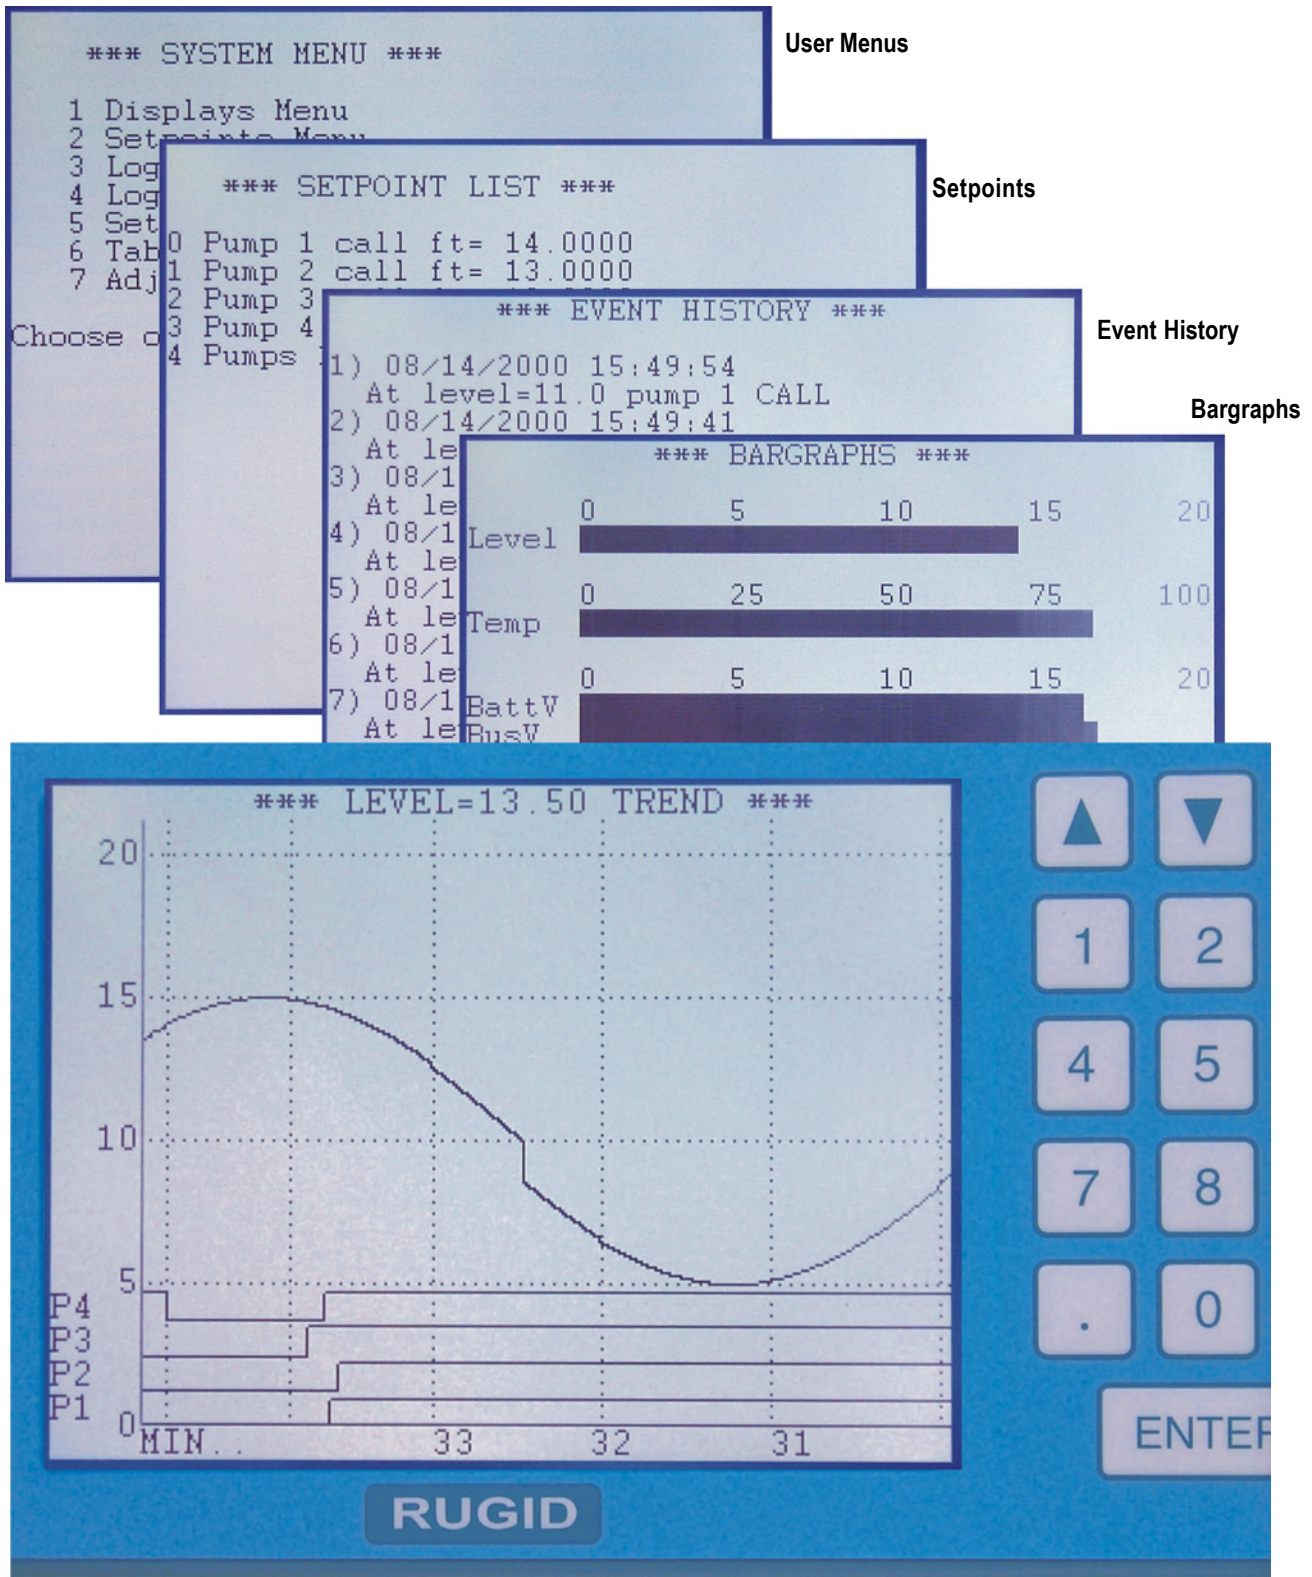 *** SYSTEM MENU ***
User Menus
1 Displays Menu
2 Setpoints Menu
3 Log
4 Log
5 Set
6 Tab
7 Adj
Choose o
*** SETPOINT LIST ***
Setpoints
0 Pump 1 call ft= 14.0000
1 Pump 2 call ft= 13.0000
2 Pump 3
3 Pump 4
4 Pumps
*** EVENT HISTORY ***
Event History
1) 08/14/2000 15:49:54
At level=11.0 pump 1 CALL
2) 08/14/2000 15:49:41
At le
3) 08/1
At le
4) 08/1
At le
5) 08/1
At le
6) 08/1
At le
7) 08/1
At le
Bargraphs
*** BARGRAPHS ***
0 5 10 15 20
Level
0 25 50 75 100
Temp
0 5 10 15 20
BattV
BusV
*** LEVEL=13.50 TREND ***
20
15
10
5
P4
P3
P2
P1
0
MIN.. 33 32 31
1 2
4 5
7 8
. 0
ENTER
RUGID